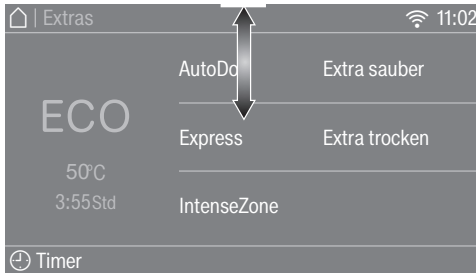 | Extras 11:02
AutoDo Extra sauber
ECO
Express Extra trocken
50°C
3:55Std
IntenseZone
Timer